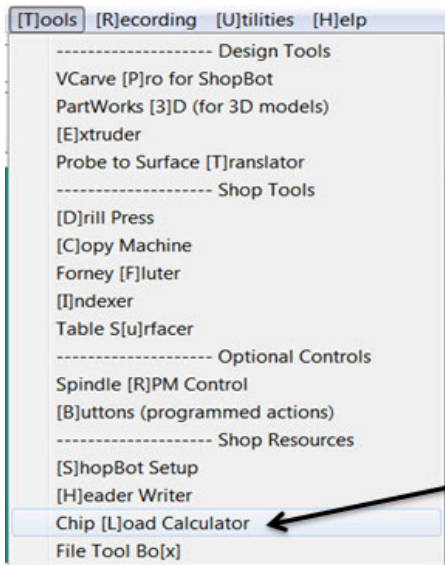 [T]ools [R]ecording [U]tilities [H]elp
------------------- Design Tools
VCarve [P]ro for ShopBot
PartWorks [3]D (for 3D models)
[E]xtruder
Probe to Surface [T]ranslator
------------------- Shop Tools
[D]rill Press
[C]opy Machine
Forney [F]luter
[I]ndexer
Table S[u]rfacer
------------------- Optional Controls
Spindle [R]PM Control
[B]uttons (programmed actions)
------------------- Shop Resources
[S]hopBot Setup
[H]eader Writer
Chip [L]oad Calculator
File Tool Bo[x]